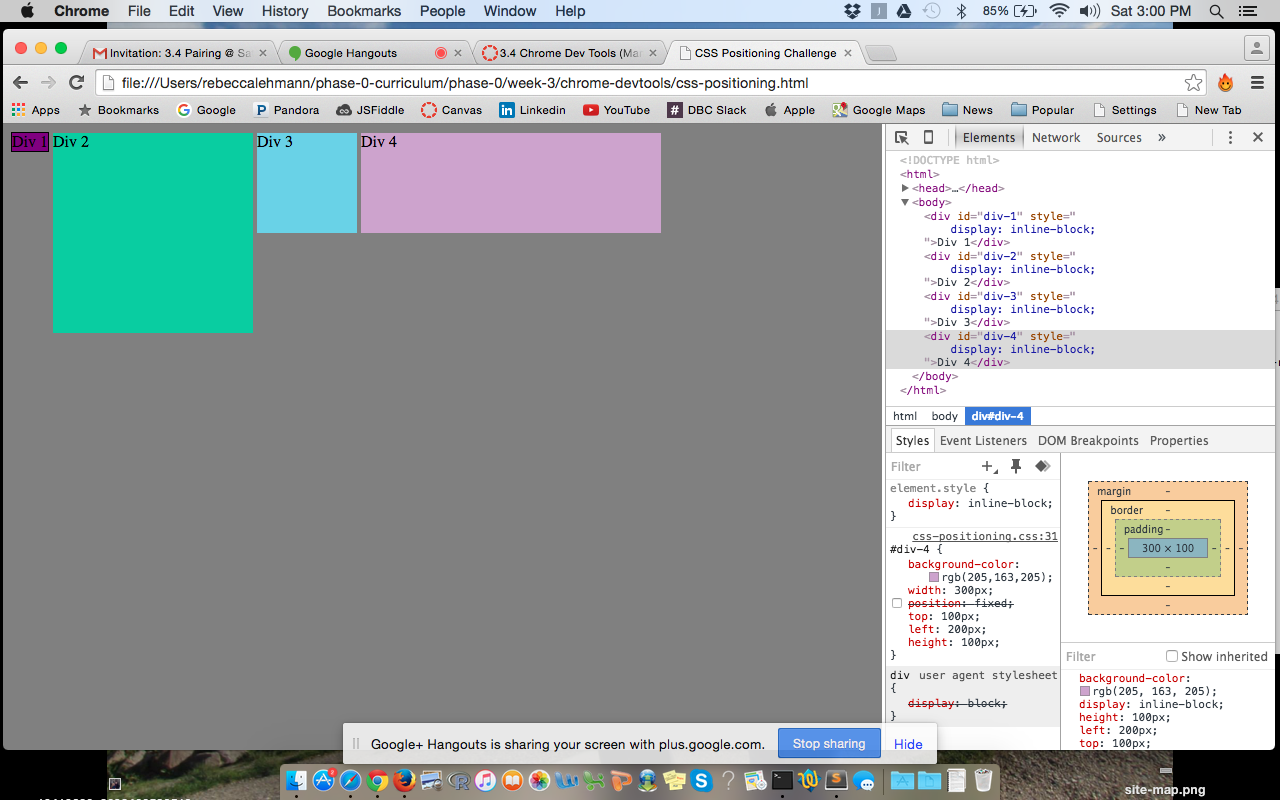 Chrome File Edit View History Bookmarks People Window Help 85% Sat 3:00 PM
Invitation: 3.4 Pairing @ Sa × Google Hangouts × 3.4 Chrome Dev Tools (Mar × CSS Positioning Challenge ×
file:///Users/rebeccalehmann/phase-0-curriculum/phase-0/week-3/chrome-devtools/css-positioning.html
Apps Bookmarks Google Pandora JSFiddle Canvas Linkedin YouTube DBC Slack Apple Google Maps News Popular Settings New Tab
Div 1 Div 2 Div 3 Div 4
Elements Network Sources »
<!DOCTYPE html>
<html>
<head>…</head>
<body>
<div id="div-1" style="
display: inline-block;
">Div 1</div>
<div id="div-2" style="
display: inline-block;
">Div 2</div>
<div id="div-3" style="
display: inline-block;
">Div 3</div>
<div id="div-4" style="
display: inline-block;
">Div 4</div>
</body>
</html>
html body div#div-4
Styles Event Listeners DOM Breakpoints Properties
Filter
element.style {
display: inline-block;
}
css-positioning.css:31
#div-4 {
background-color:
rgb(205,163,205);
width: 300px;
position: fixed;
top: 100px;
left: 200px;
height: 100px;
}
div user agent stylesheet
{
display: block;
}
margin -
border -
padding -
- - - 300 × 100 - - -
-
-
-
Filter Show inherited
background-color:
rgb(205, 163, 205);
display: inline-block;
height: 100px;
left: 200px;
top: 100px;
Google+ Hangouts is sharing your screen with plus.google.com. Stop sharing Hide
site-map.png